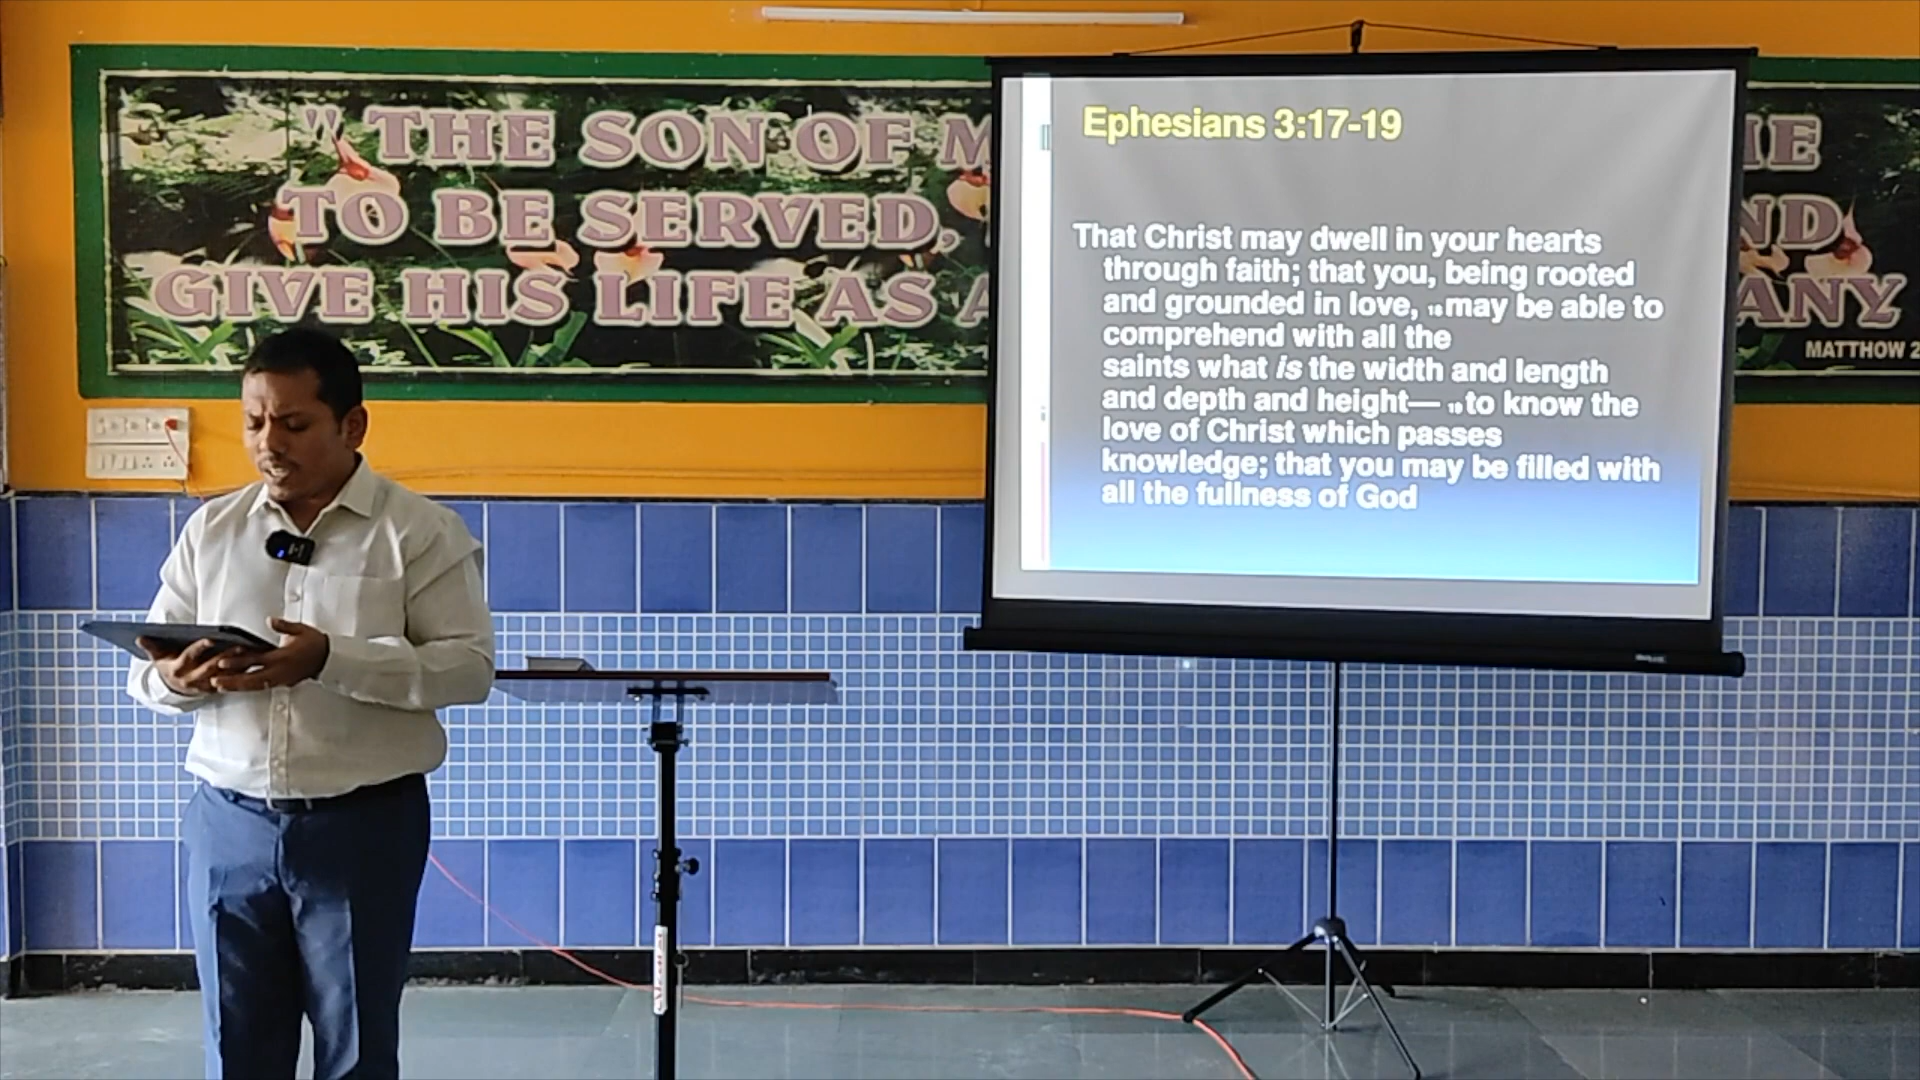 " THE SON OF M
TO BE SERVED,
GIVE HIS LIFE AS A
ME
ND
ANY
MATTHOW 2
Ephesians 3:17-19
That Christ may dwell in your hearts
through faith; that you, being rooted
and grounded in love, 18 may be able to
comprehend with all the
saints what is the width and length
and depth and height— 19 to know the
love of Christ which passes
knowledge; that you may be filled with
all the fullness of God